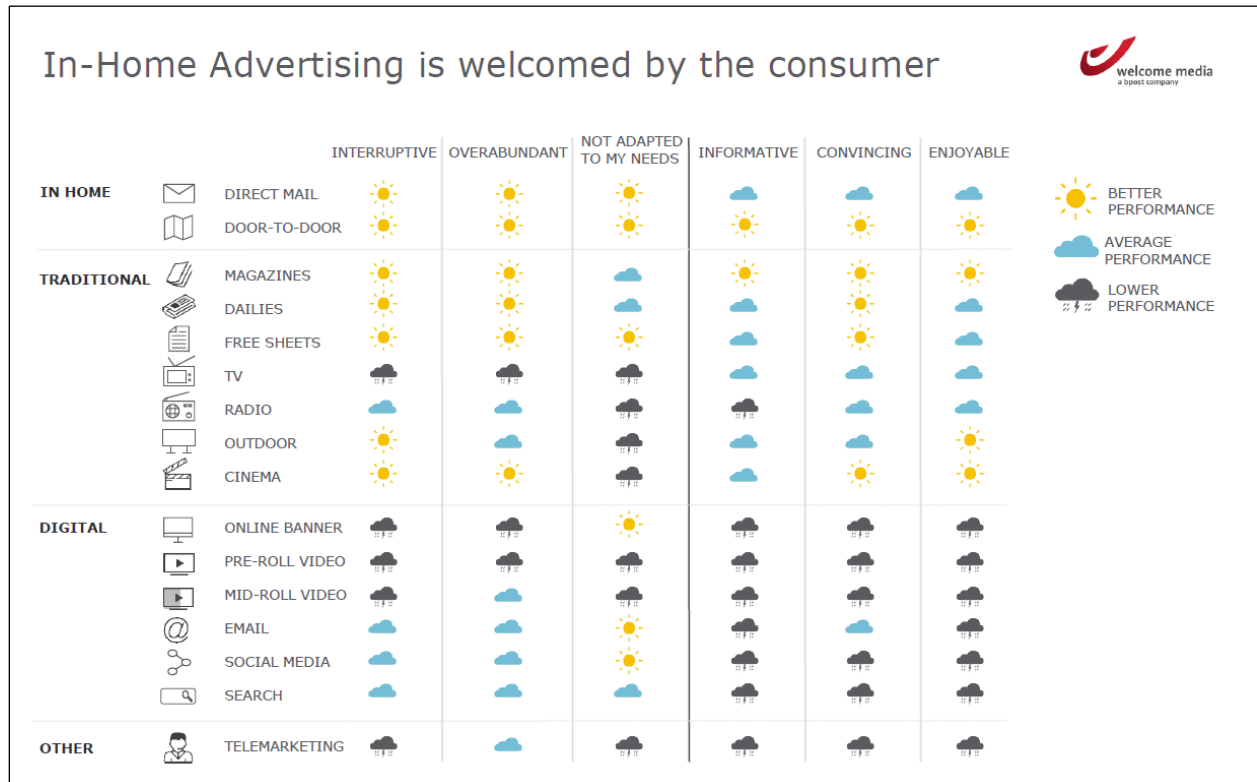 In-Home Advertising is welcomed by the consumer
welcome media
a bpost company
INTERRUPTIVE OVERABUNDANT NOT ADAPTED
TO MY NEEDS INFORMATIVE CONVINCING ENJOYABLE
IN HOME DIRECT MAIL
DOOR-TO-DOOR
TRADITIONAL MAGAZINES
DAILIES
FREE SHEETS
TV
RADIO
OUTDOOR
CINEMA
DIGITAL ONLINE BANNER
PRE-ROLL VIDEO
MID-ROLL VIDEO
@ EMAIL
SOCIAL MEDIA
SEARCH
OTHER TELEMARKETING
BETTER
PERFORMANCE
AVERAGE
PERFORMANCE
LOWER
PERFORMANCE